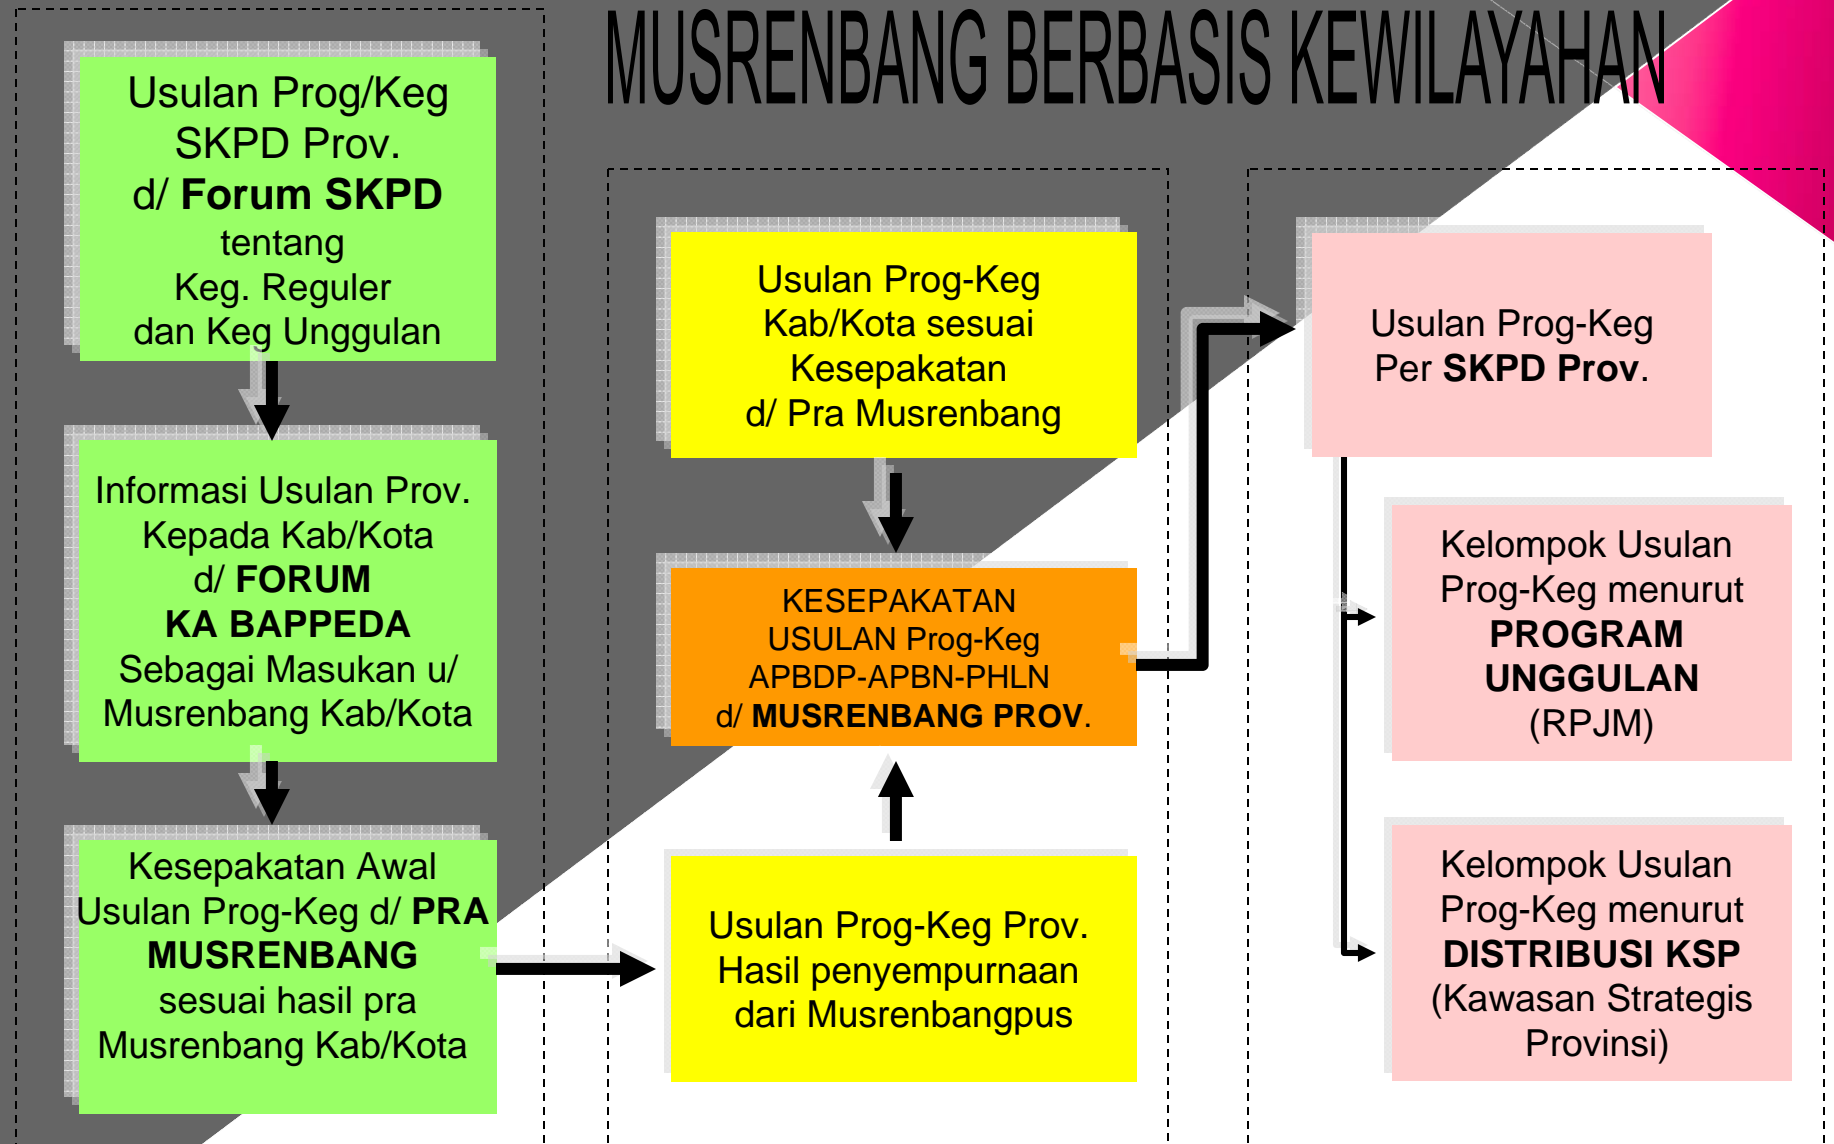 MUSRENBANG BERBASIS KEWILAYAHAN
Usulan Prog/Keg
SKPD Prov.
d/ Forum SKPD
tentang
Keg. Reguler
dan Keg Unggulan
Informasi Usulan Prov.
Kepada Kab/Kota
d/ FORUM
KA BAPPEDA
Sebagai Masukan u/
Musrenbang Kab/Kota
Kesepakatan Awal
Usulan Prog-Keg d/ PRA
MUSRENBANG
sesuai hasil pra
Musrenbang Kab/Kota
Usulan Prog-Keg
Kab/Kota sesuai
Kesepakatan
d/ Pra Musrenbang
KESEPAKATAN
USULAN Prog-Keg
APBDP-APBN-PHLN
d/ MUSRENBANG PROV.
Usulan Prog-Keg Prov.
Hasil penyempurnaan
dari Musrenbangpus
Usulan Prog-Keg
Per SKPD Prov.
Kelompok Usulan
Prog-Keg menurut
PROGRAM
UNGGULAN
(RPJM)
Kelompok Usulan
Prog-Keg menurut
DISTRIBUSI KSP
(Kawasan Strategis
Provinsi)